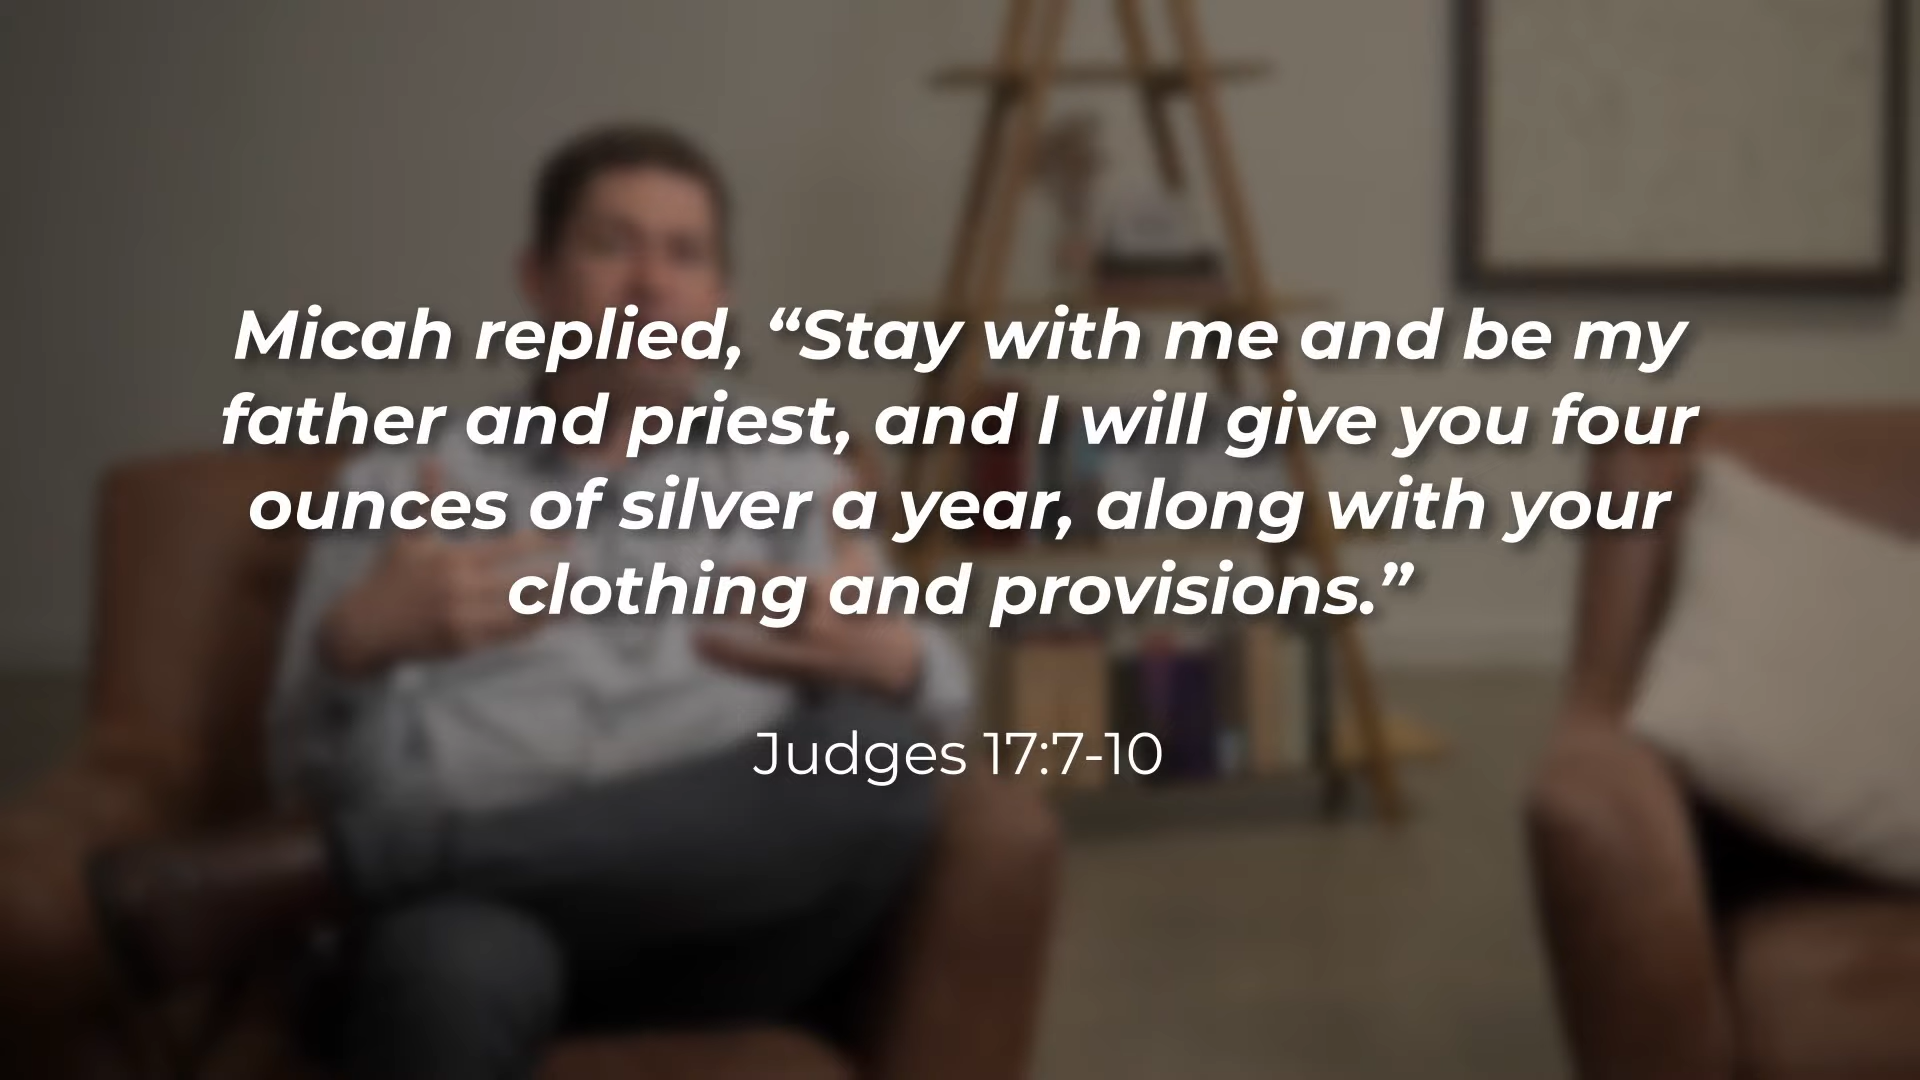 Micah replied, “Stay with me and be my
father and priest, and I will give you four
ounces of silver a year, along with your
clothing and provisions.”
Judges 17:7-10